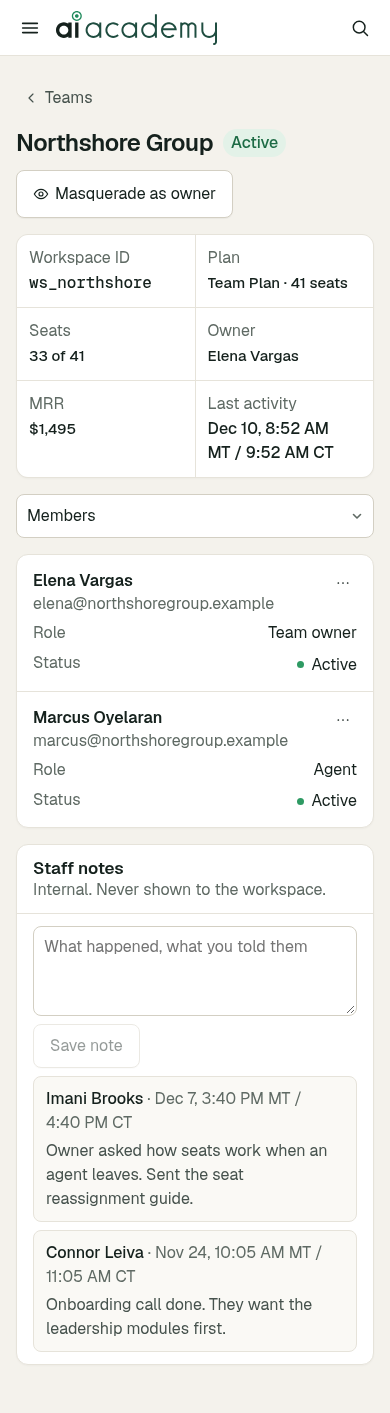 ai academy
Teams
Northshore Group Active
Masquerade as owner
Workspace ID
ws_northshore
Plan
Team Plan · 41 seats
Seats
33 of 41
Owner
Elena Vargas
MRR
$1,495
Last activity
Dec 10, 8:52 AM
MT / 9:52 AM CT
Members
Elena Vargas ...
elena@northshoregroup.example
Role Team owner
Status Active
Marcus Oyelaran ...
marcus@northshoregroup.example
Role Agent
Status Active
Staff notes
Internal. Never shown to the workspace.
What happened, what you told them
Save note
Imani Brooks · Dec 7, 3:40 PM MT /
4:40 PM CT
Owner asked how seats work when an
agent leaves. Sent the seat
reassignment guide.
Connor Leiva · Nov 24, 10:05 AM MT /
11:05 AM CT
Onboarding call done. They want the
leadership modules first.